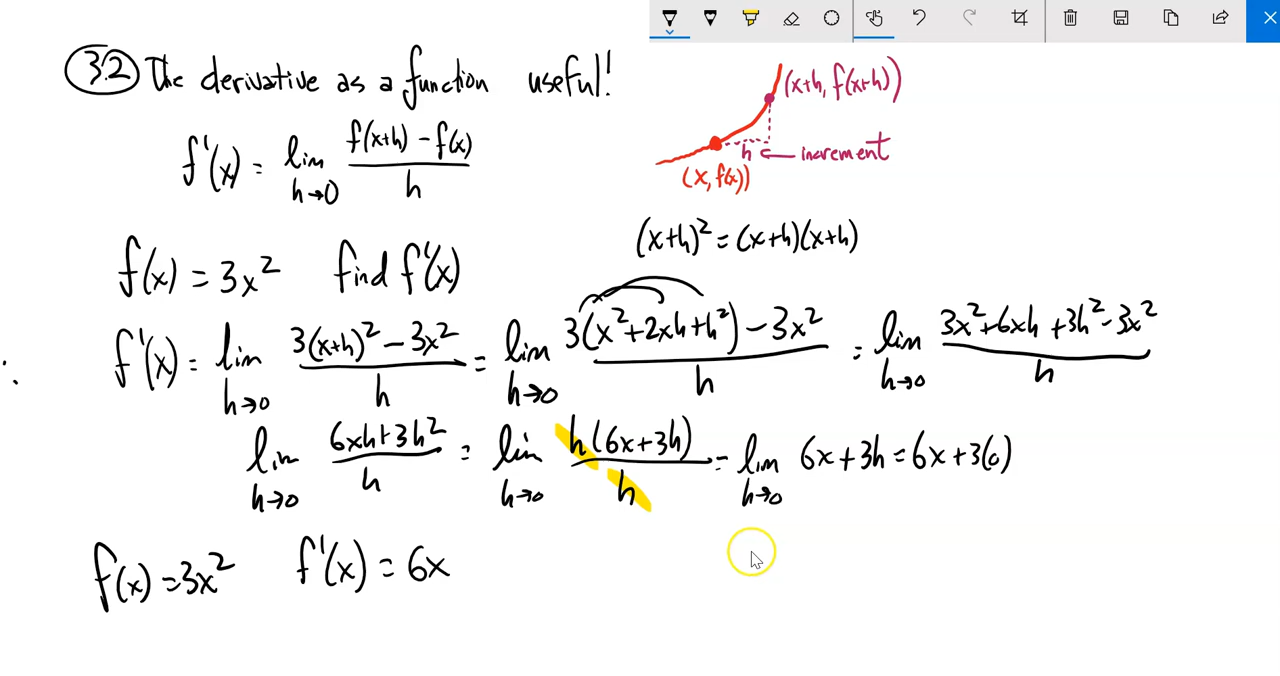 3.2 The derivative as a function useful!
(x+h, f(x+h))
h ← increment
(x, f(x))
f'(x) = lim h→0 f(x+h) - f(x) / h
(x+h)² = (x+h)(x+h)
f(x) = 3x² find f'(x)
f'(x) = lim h→0 3(x+h)² - 3x² / h = lim h→0 3(x²+2xh+h²) - 3x² / h = lim h→0 3x²+6xh+3h²-3x² / h
lim h→0 6xh+3h² / h = lim h→0 h(6x+3h) / h = lim h→0 6x+3h = 6x+3(0)
f(x) = 3x² f'(x) = 6x